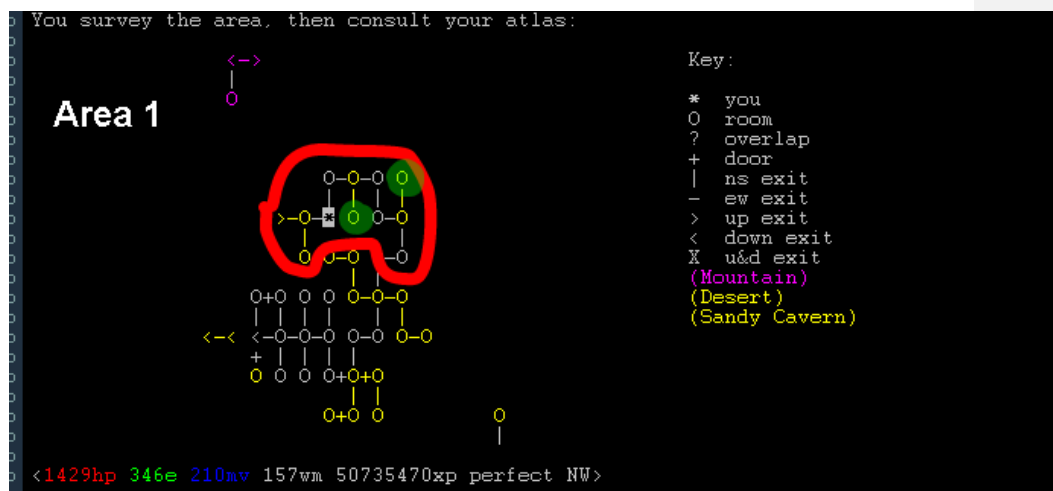 You survey the area, then consult your atlas:
<-> Key:
|
O * you
Area 1 O room
? overlap
+ door
O-O-O O | ns exit
- ew exit
>-O-* O O-O > up exit
< down exit
O O-O -O X u&d exit
(Mountain)
O+O O O O-O-O (Desert)
(Sandy Cavern)
<-< <-O-O-O O-O O-O
+ | | |
O O O O+O+O
O+O O O
|
<1429hp 346e 210mv 157wm 50735470xp perfect NW>